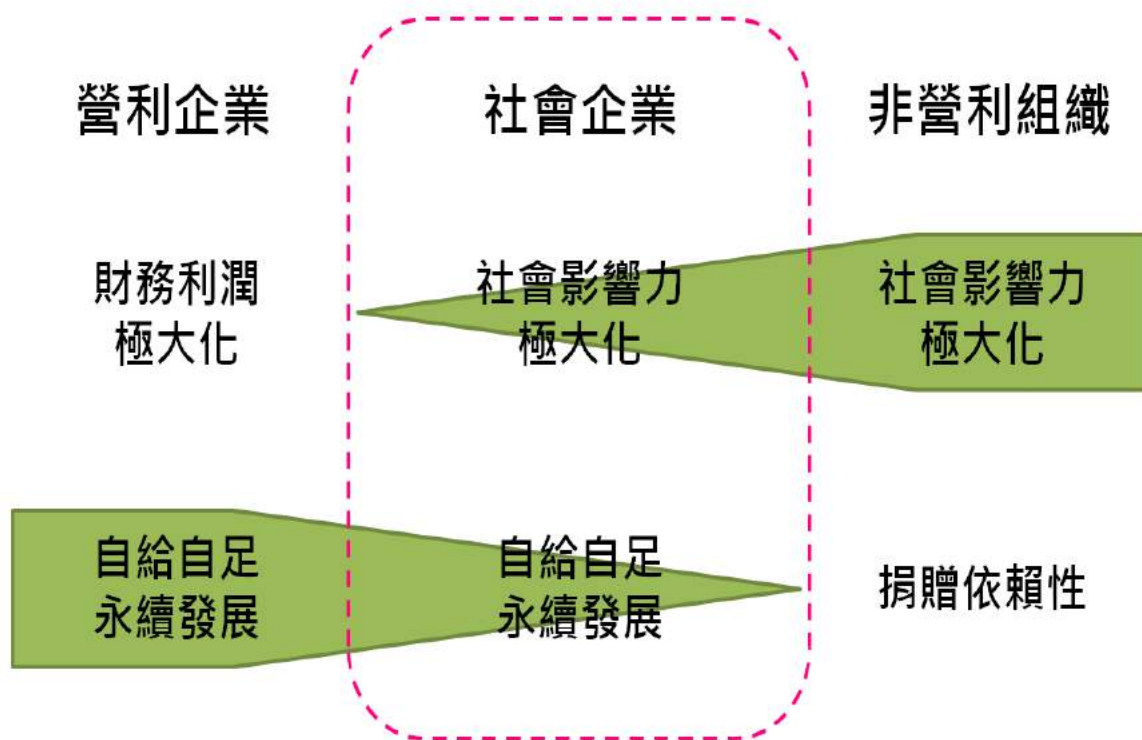 營利企業
社會企業
非營利組織
財務利潤
極大化
社會影響力
極大化
社會影響力
極大化
自給自足
永續發展
自給自足
永續發展
捐贈依賴性